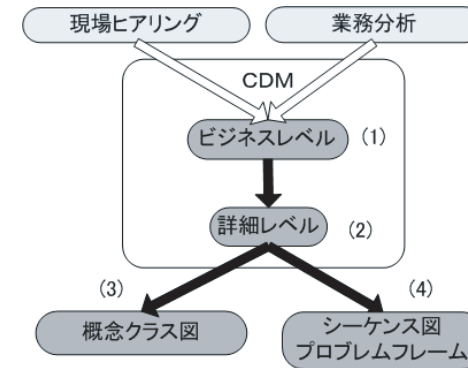 現場ヒアリング
業務分析
CDM
ビジネスレベル
(1)
詳細レベル
(2)
(3)
(4)
概念クラス図
シーケンス図
プロブレムフレーム